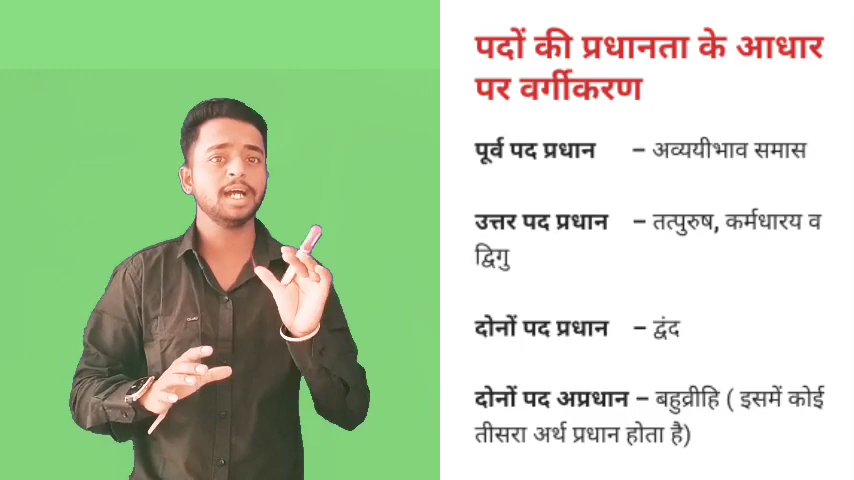 पदों की प्रधानता के आधार
पर वर्गीकरण
पूर्व पद प्रधान – अव्ययीभाव समास
उत्तर पद प्रधान – तत्पुरुष, कर्मधारय व
द्विगु
दोनों पद प्रधान – द्वंद
दोनों पद अप्रधान – बहुव्रीहि ( इसमें कोई
तीसरा अर्थ प्रधान होता है)